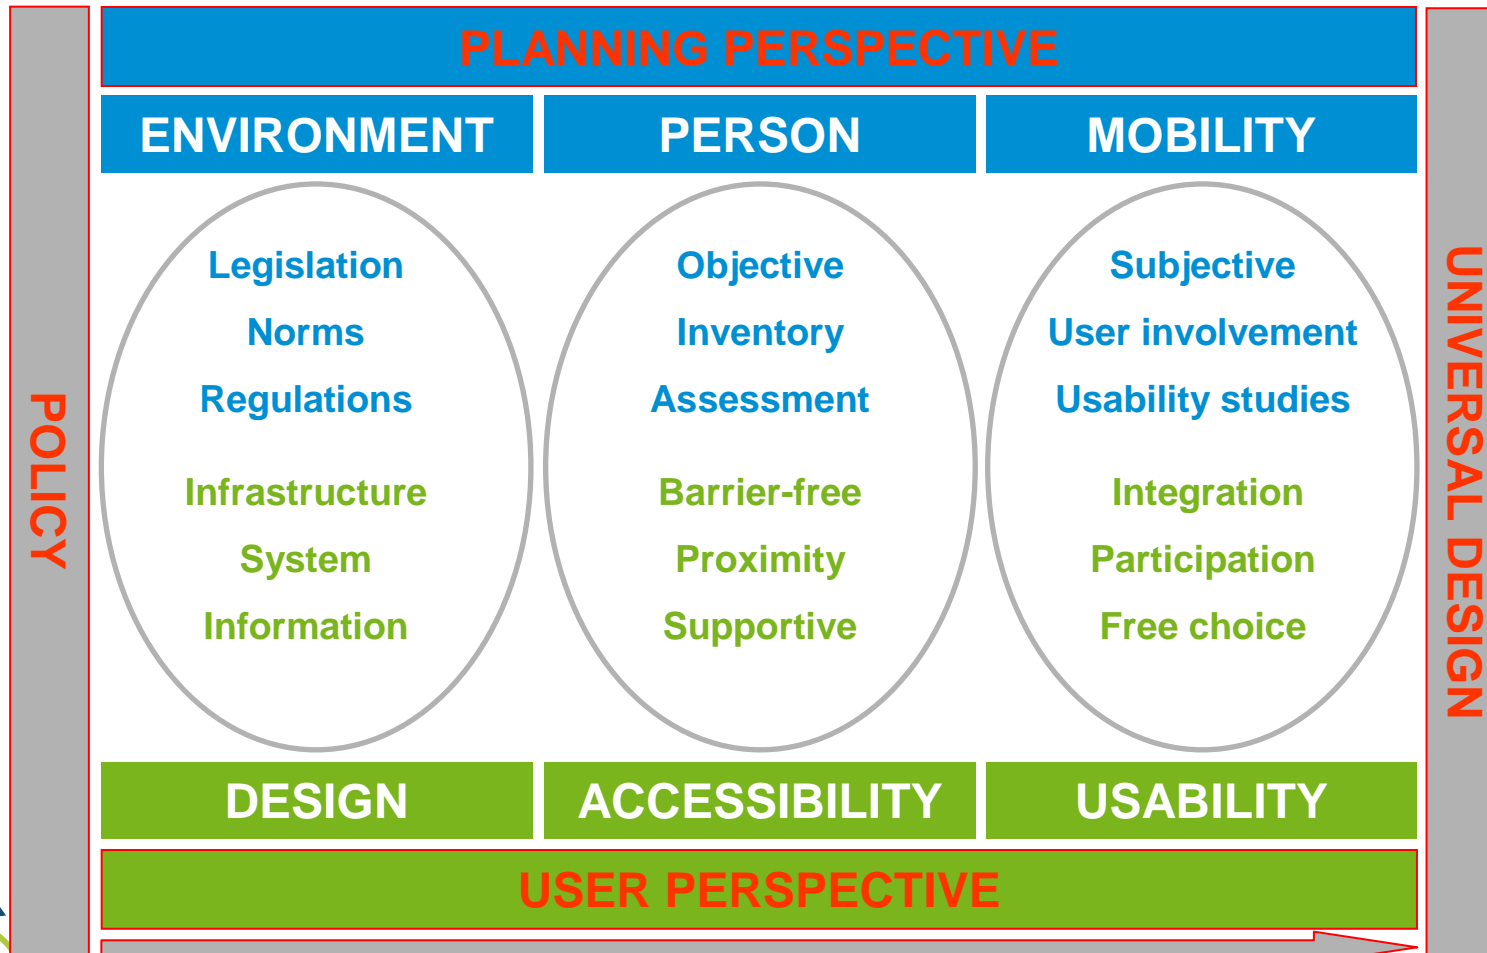 PLANNING PERSPECTIVE
ENVIRONMENT
PERSON
MOBILITY
Legislation
Norms
Regulations
Infrastructure
System
Information
Objective
Inventory
Assessment
Barrier-free
Proximity
Supportive
Subjective
User involvement
Usability studies
Integration
Participation
Free choice
DESIGN
ACCESSIBILITY
USABILITY
USER PERSPECTIVE
POLICY
UNIVERSAL DESIGN